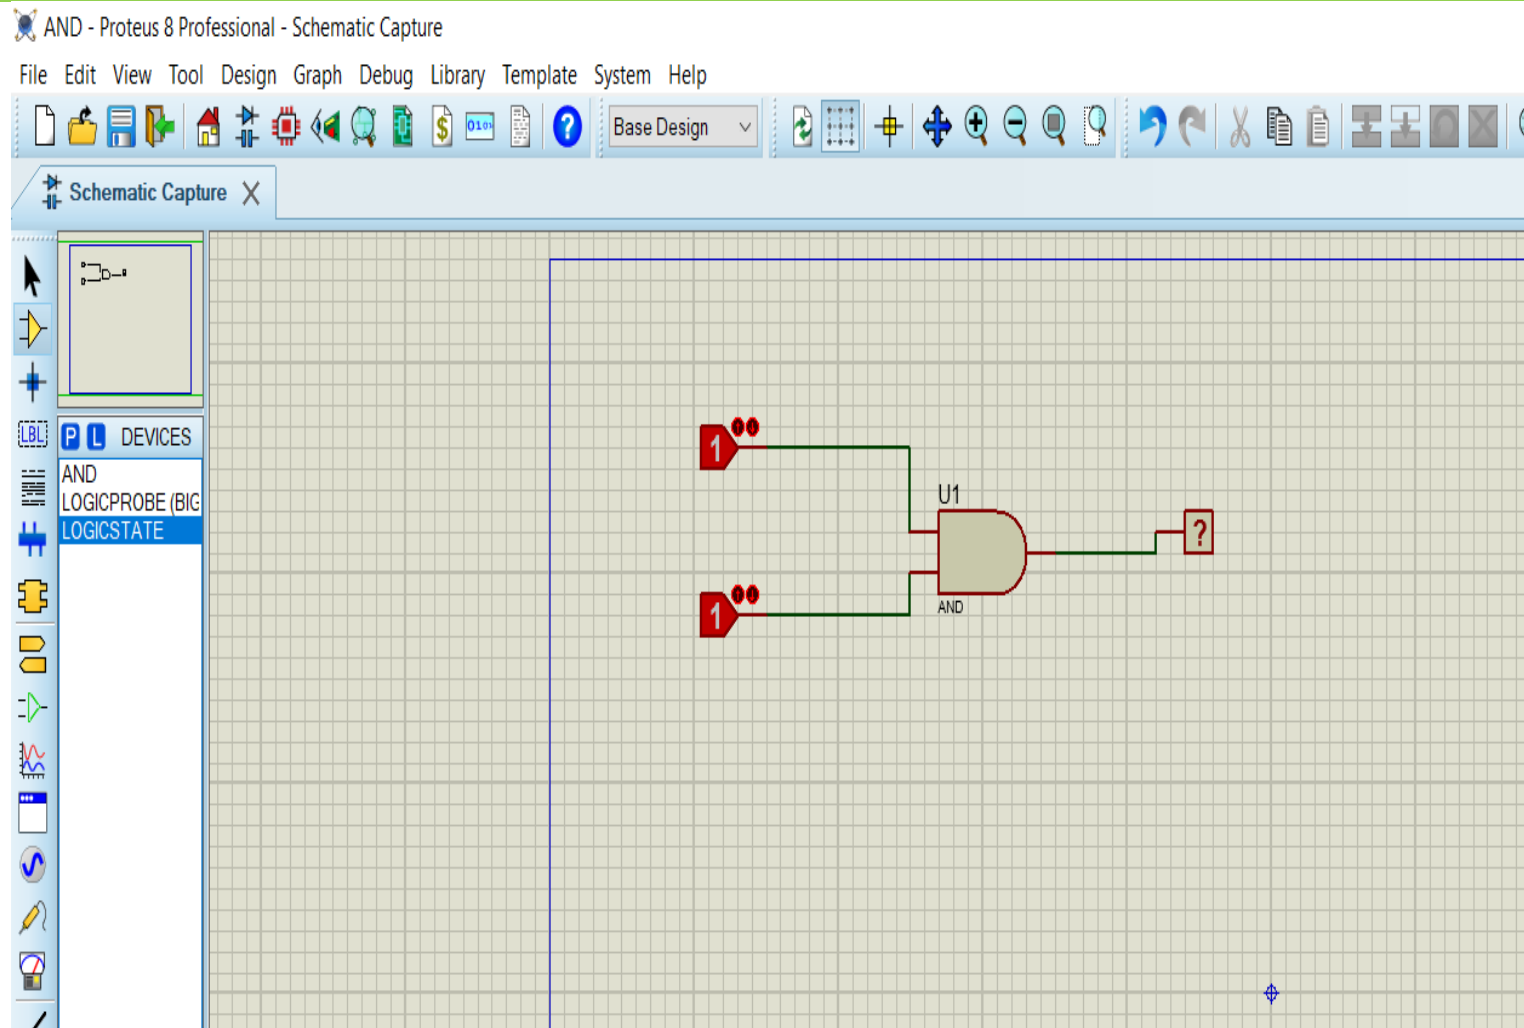 AND - Proteus 8 Professional - Schematic Capture
File Edit View Tool Design Graph Debug Library Template System Help
$ 0101 ? Base Design
Schematic Capture
LBL P L DEVICES
AND
LOGICPROBE (BIG
LOGICSTATE
1
U1
?
1
AND